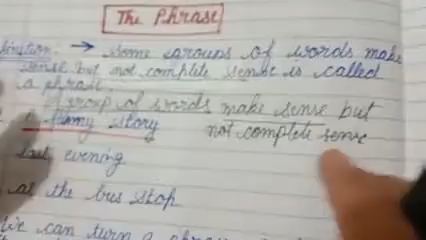 The Phrase
Definition: → Some groups of words make
sense but not complete sense is called
a phrase.
A group of words make sense but
funny story not complete sense
last evening
at the bus stop
We can turn a phrase